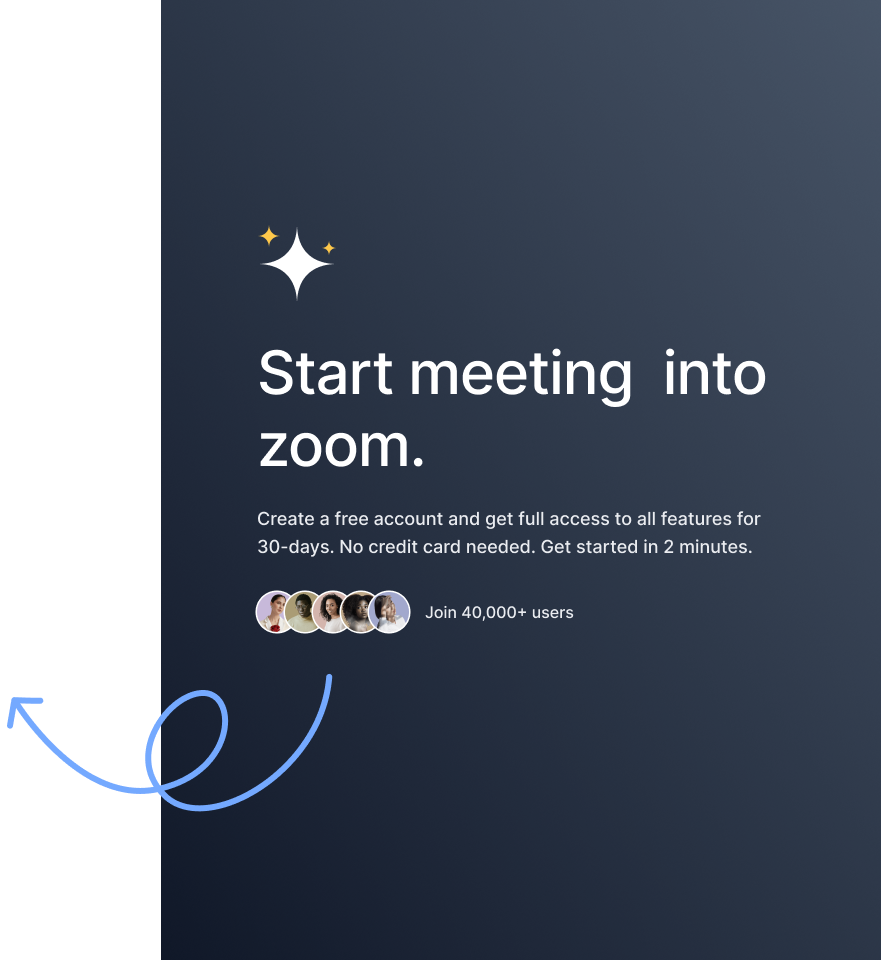 Start meeting  into
zoom.
Create a free account and get full access to all features for
30-days. No credit card needed. Get started in 2 minutes.
Join 40,000+ users